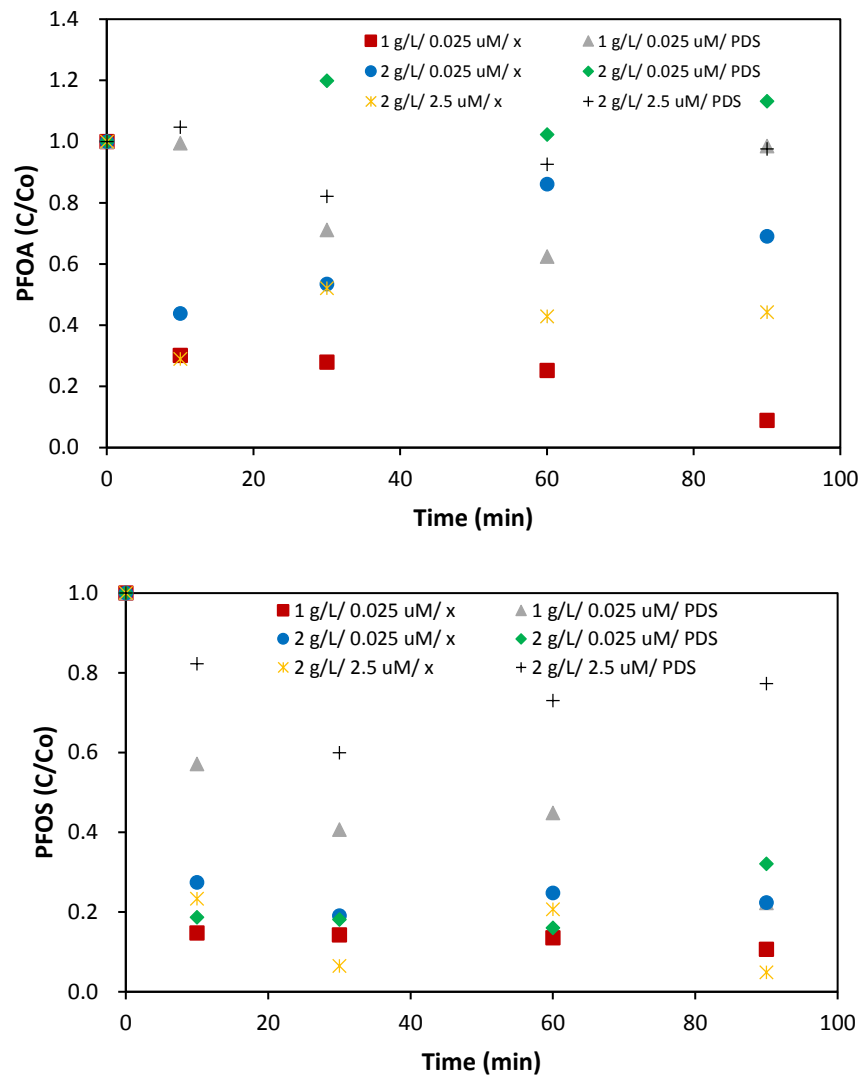 1.4
1.2
1.0
0.8
0.6
0.4
0.2
0.0
PFOA (C/Co)
1 g/L/ 0.025 uM/ x
1 g/L/ 0.025 uM/ PDS
2 g/L/ 0.025 uM/ x
2 g/L/ 0.025 uM/ PDS
2 g/L/ 2.5 uM/ x
2 g/L/ 2.5 uM/ PDS
0 20 40 60 80 100
Time (min)
1.0
0.8
0.6
0.4
0.2
0.0
PFOS (C/Co)
1 g/L/ 0.025 uM/ x
1 g/L/ 0.025 uM/ PDS
2 g/L/ 0.025 uM/ x
2 g/L/ 0.025 uM/ PDS
2 g/L/ 2.5 uM/ x
2 g/L/ 2.5 uM/ PDS
0 20 40 60 80 100
Time (min)